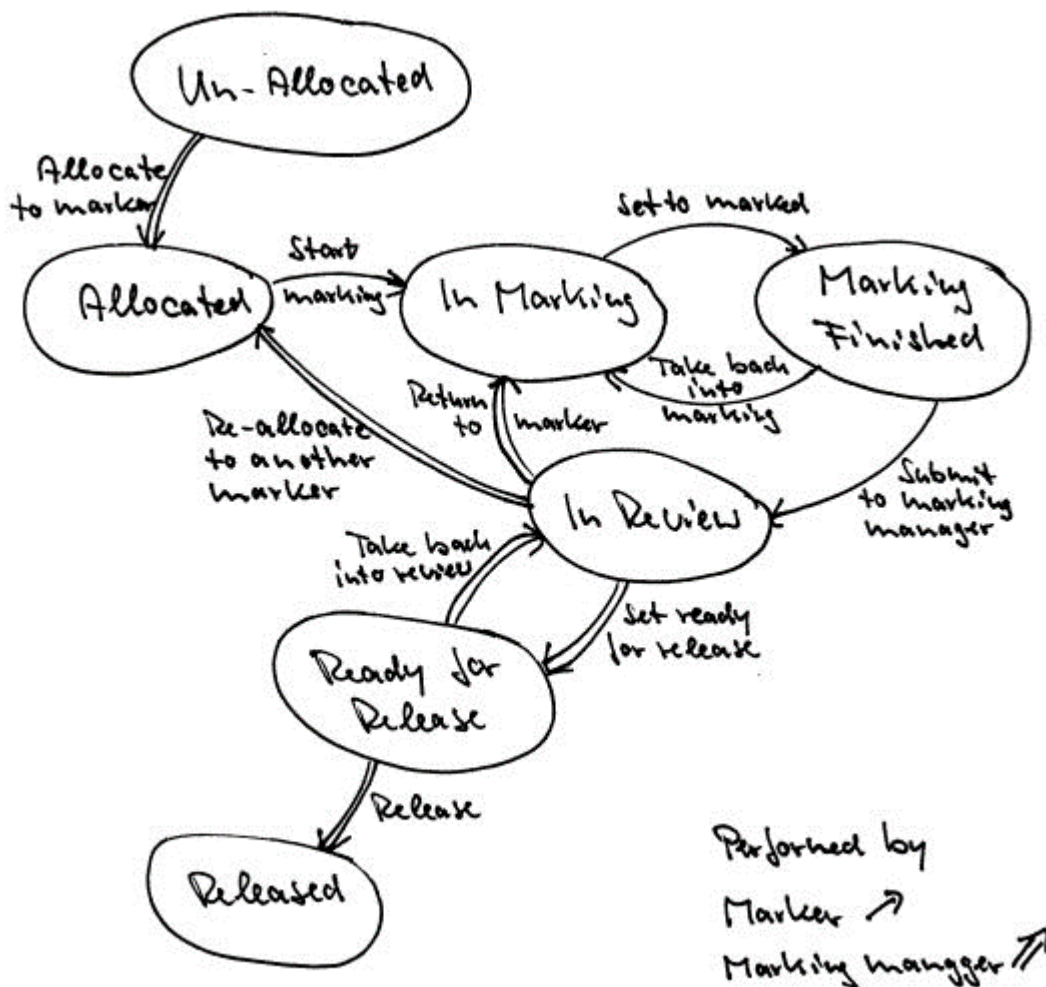 Un-Allocated
Allocate
to marker
Allocated
Start
marking
In Marking
Set to marked
Marking
Finished
Take back
into
marking
Return
to marker
Re-allocate
to another
marker
In Review
Submit
to marking
manager
Take back
into review
Set ready
for release
Ready for
Release
Release
Released
Performed by
Marker
Marking mangger